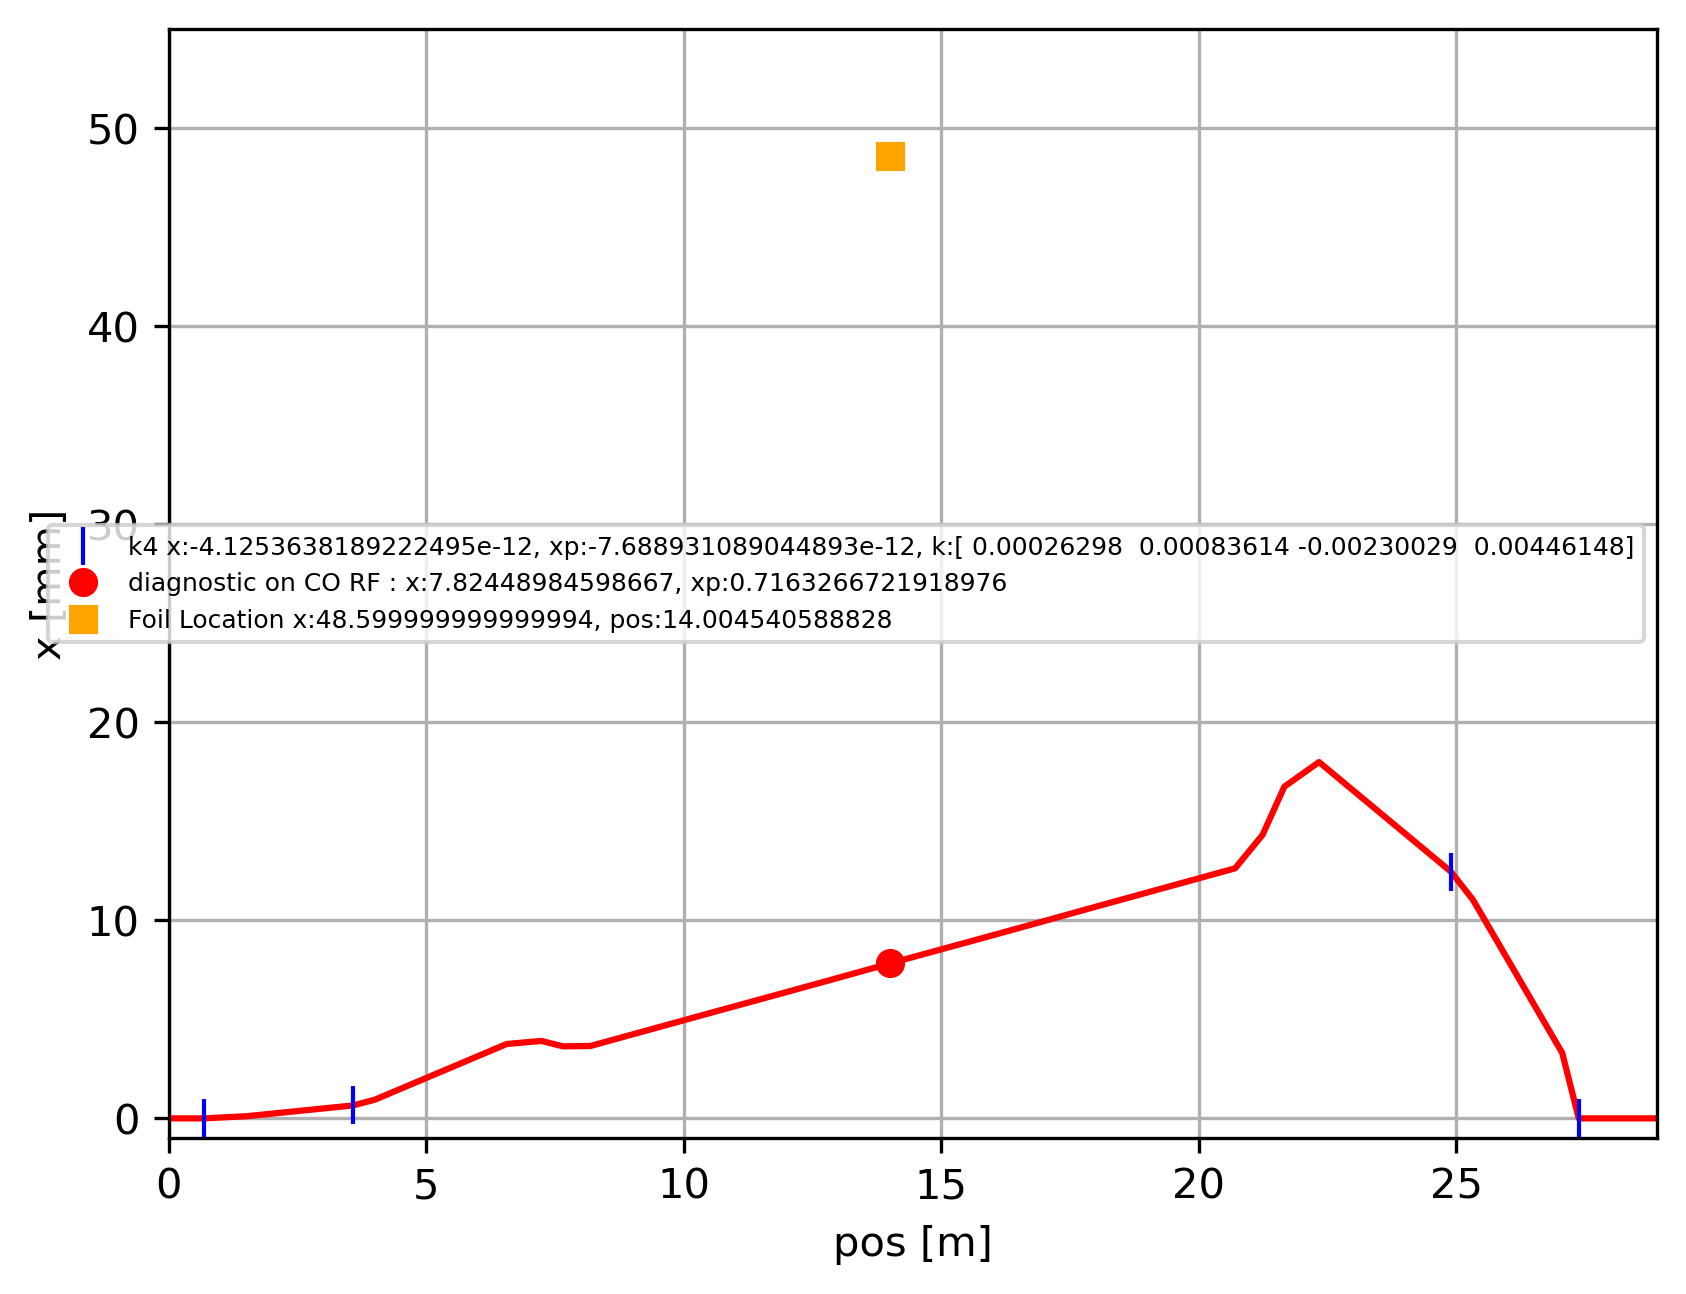 50
40
30
20
10
0
x [mm]
k4 x:-4.1253638189222495e-12, xp:-7.688931089044893e-12, k:[ 0.00026298  0.00083614 -0.00230029  0.00446148]
diagnostic on CO RF : x:7.82448984598667, xp:0.7163266721918976
Foil Location x:48.599999999999994, pos:14.004540588828
0 5 10 15 20 25
pos [m]